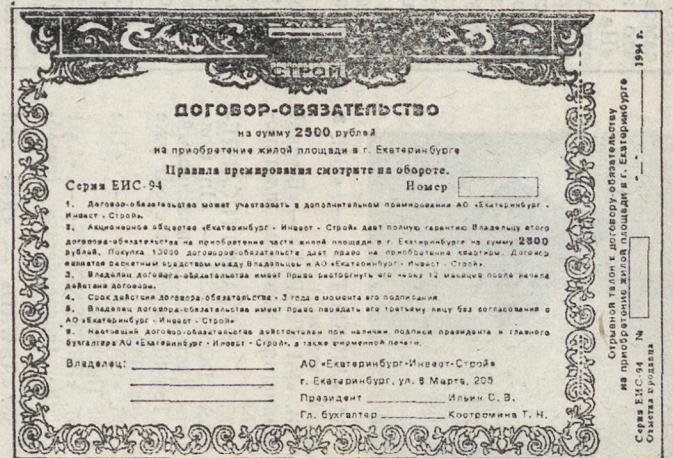 СТРОЙ
ДОГОВОР-ОБЯЗАТЕЛЬСТВО
на сумму 2500 рублей
на приобретение жилой площади в г. Екатеринбурге
Правила премирования смотрите на обороте.
Серия ЕИС-94 Номер
1. Договор-обязательство может участвовать в дополнительном премировании АО «Екатеринбург -
Инвест - Строй».
2. Акционерное общество «Екатеринбург - Инвест - Строй» дает полную гарантию Владельцу этого
договора-обязательства на приобретение части жилой площади в г. Екатеринбурге на сумму 2500
рублей. Покупка 13000 договоров-обязательств дает право на приобретение квартиры. Договор
является расчетным средством между Владельцем и АО «Екатеринбург - Инвест - Строй».
3. Владелец договора-обязательства имеет право расторгнуть его через 12 месяцев после начала
действия договора.
4. Срок действия договора-обязательства - 3 года с момента его подписания.
5. Владелец договора-обязательства имеет право передать его третьему лицу без согласования с
АО «Екатеринбург - Инвест - Строй»
6. Настоящий договор-обязательство действителен при наличии подписи президента и главного
бухгалтера АО «Екатеринбург - Инвест - Строй», а также фирменной печати.
Владелец:
АО «Екатеринбург-Инвест-Строй»
г. Екатеринбург, ул. 8 Марта, 205
Президент Ильин С. В.
Гл. бухгалтер Костромина Т. Н.
Отрывной талон к договору-обязательству
на приобретение жилой площади в г. Екатеринбурге
Серия ЕИС-94 № "__" 1994 г.
Отметка продавца